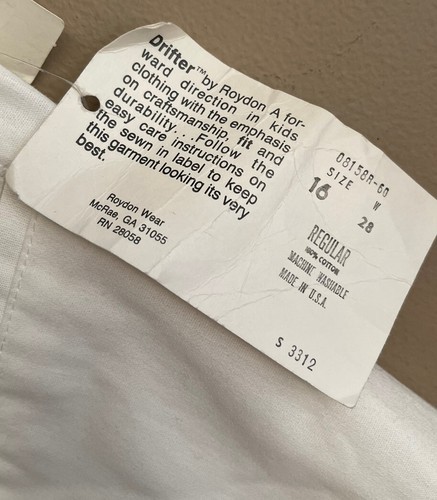 Drifter™ by Roydon A for-
ward direction in kids
clothing with the emphasis
on craftsmanship, fit and
durability. . .Follow the
easy care instructions on
the sewn in label to keep
this garment looking its very
best.
Roydon Wear
McRae, GA 31055
RN 28058
08158R-60
SIZE W
16 28
REGULAR
100% COTTON
MACHINE WASHABLE
MADE IN U.S.A.
S 3312